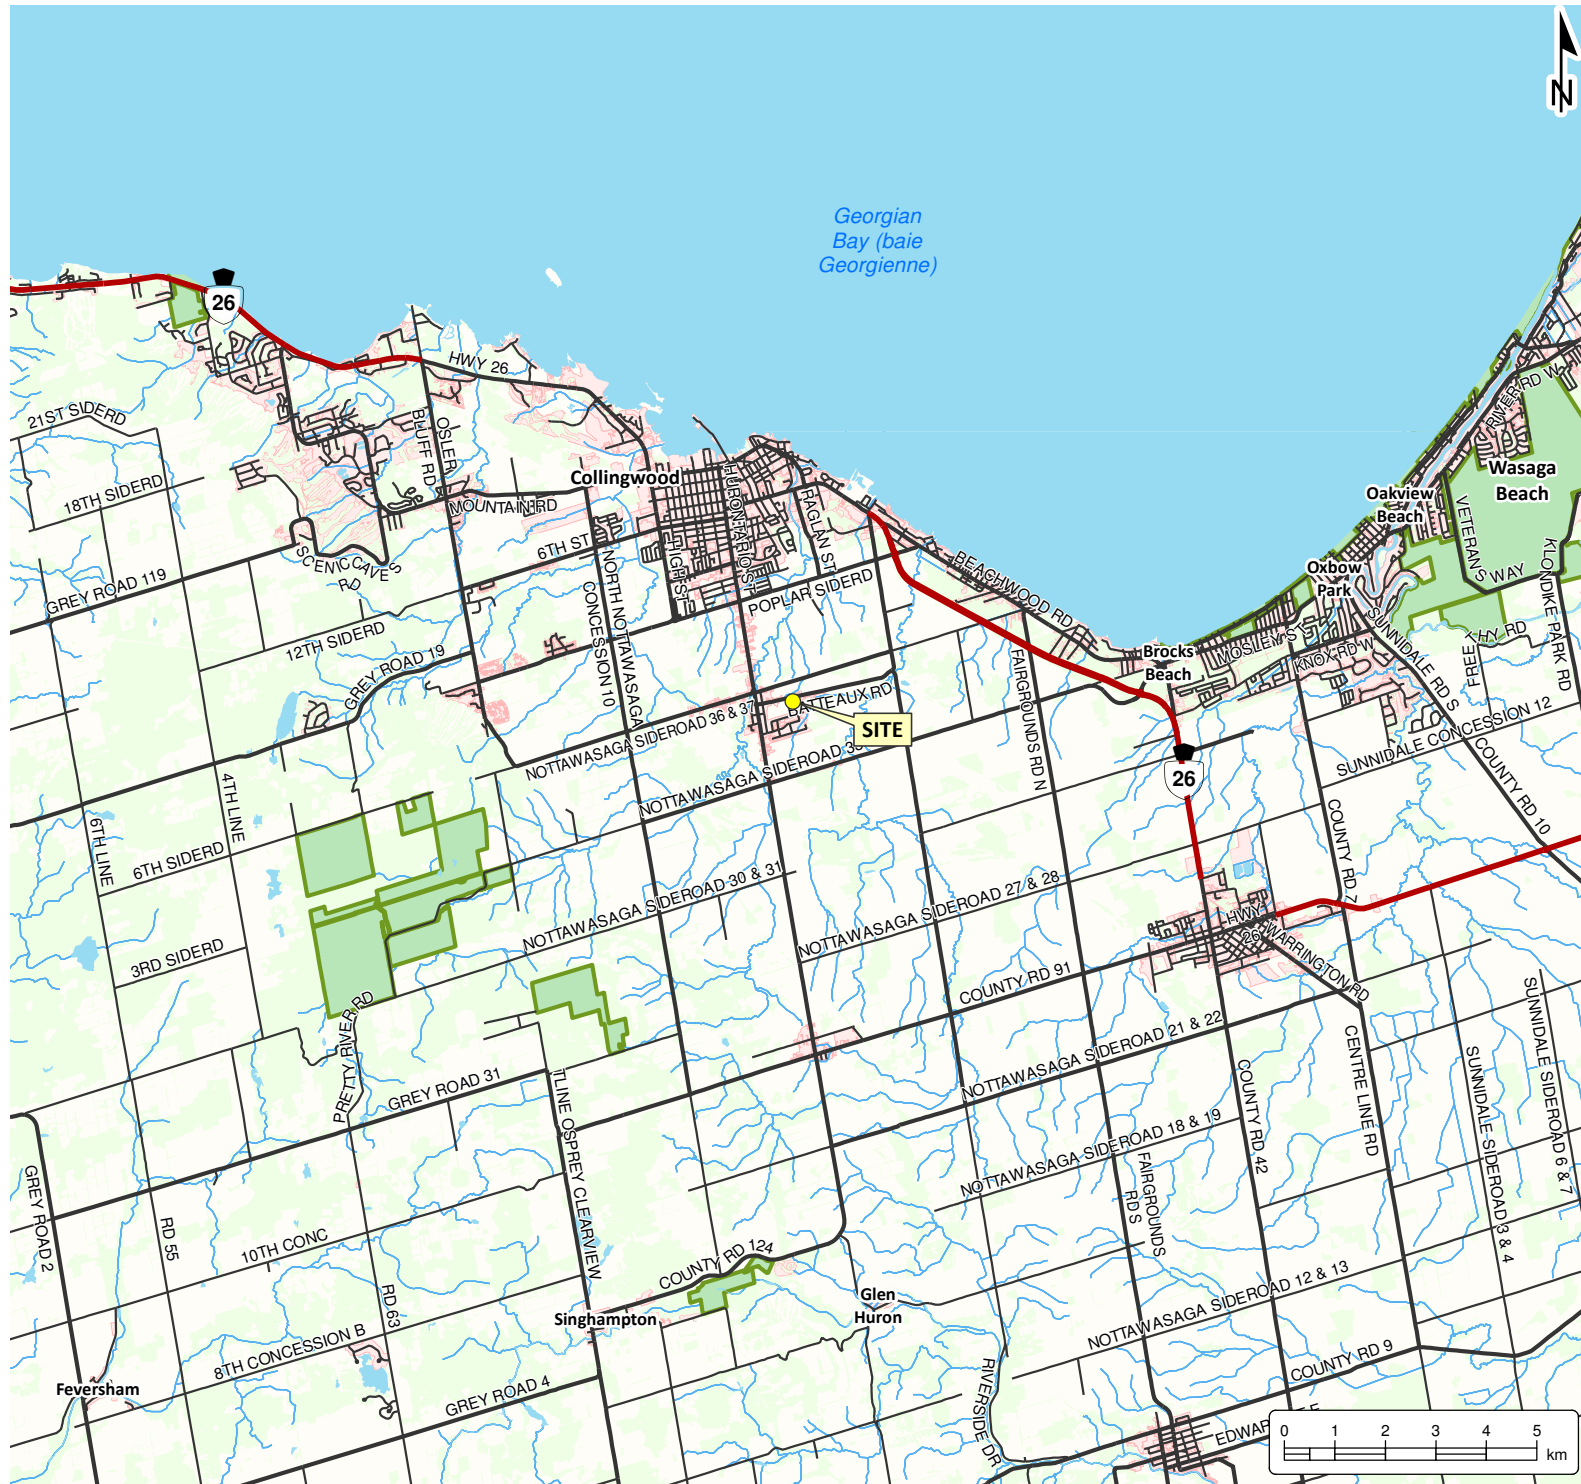 N
Georgian
Bay (baie
Georgienne)
26
HWY 26
RIVER RD W
21ST SIDERD
BLUFF RD
OSLER
Collingwood
HURONTARIO ST
Wasaga
Beach
Oakview
Beach
18TH SIDERD
MOUNTAIN RD
RAGLAN ST
VETERANS
WAY
6TH ST
HIGH ST
SCENIC CAVES
RD
KLONDIKE PARK RD
GREY ROAD 119
NORTH NOTTAWASAGA
CONCESSION 10
POPLAR SIDERD
BEACHWOOD RD
Oxbow
Park
12TH SIDERD
MOSLEY ST
SUNNIDALE RD S
THY RD
FREET
GREY ROAD 19
Brocks
Beach
KNOX RD W
FAIRGROUNDS RD N
BATTEAUX RD
SITE
NOTTAWASAGA SIDEROAD 36 & 37
SUNNIDALE CONCESSION 12
COUNTY RD 10
26
4TH LINE
NOTTAWASAGA SIDEROAD 33
6TH LINE
6TH SIDERD
COUNTY RD 7
NOTTAWASAGA SIDEROAD 30 & 31
NOTTAWASAGA SIDEROAD 27 & 28
HWY
26
WARRINGTON RD
3RD SIDERD
COUNTY RD 91
PRETTY RIVER RD
NOTTAWASAGA SIDEROAD 21 & 22
SUNNIDALE SIDEROAD 6 & 7
CENTRE LINE RD
SUNNIDALE SIDEROAD 3 & 4
GREY ROAD 31
TLINE OSPREY CLEARVIEW
COUNTY RD 42
NOTTAWASAGA SIDEROAD 18 & 19
FAIRGROUNDS
RD S
GREY ROAD 2
RD 55
10TH CONC
COUNTY RD 124
RD 63
Glen
Huron
Singhampton
NOTTAWASAGA SIDEROAD 12 & 13
8TH CONCESSION B
COUNTY RD 9
RIVERSIDE DR
Feversham
GREY ROAD 4
0 1 2 3 4 5
km